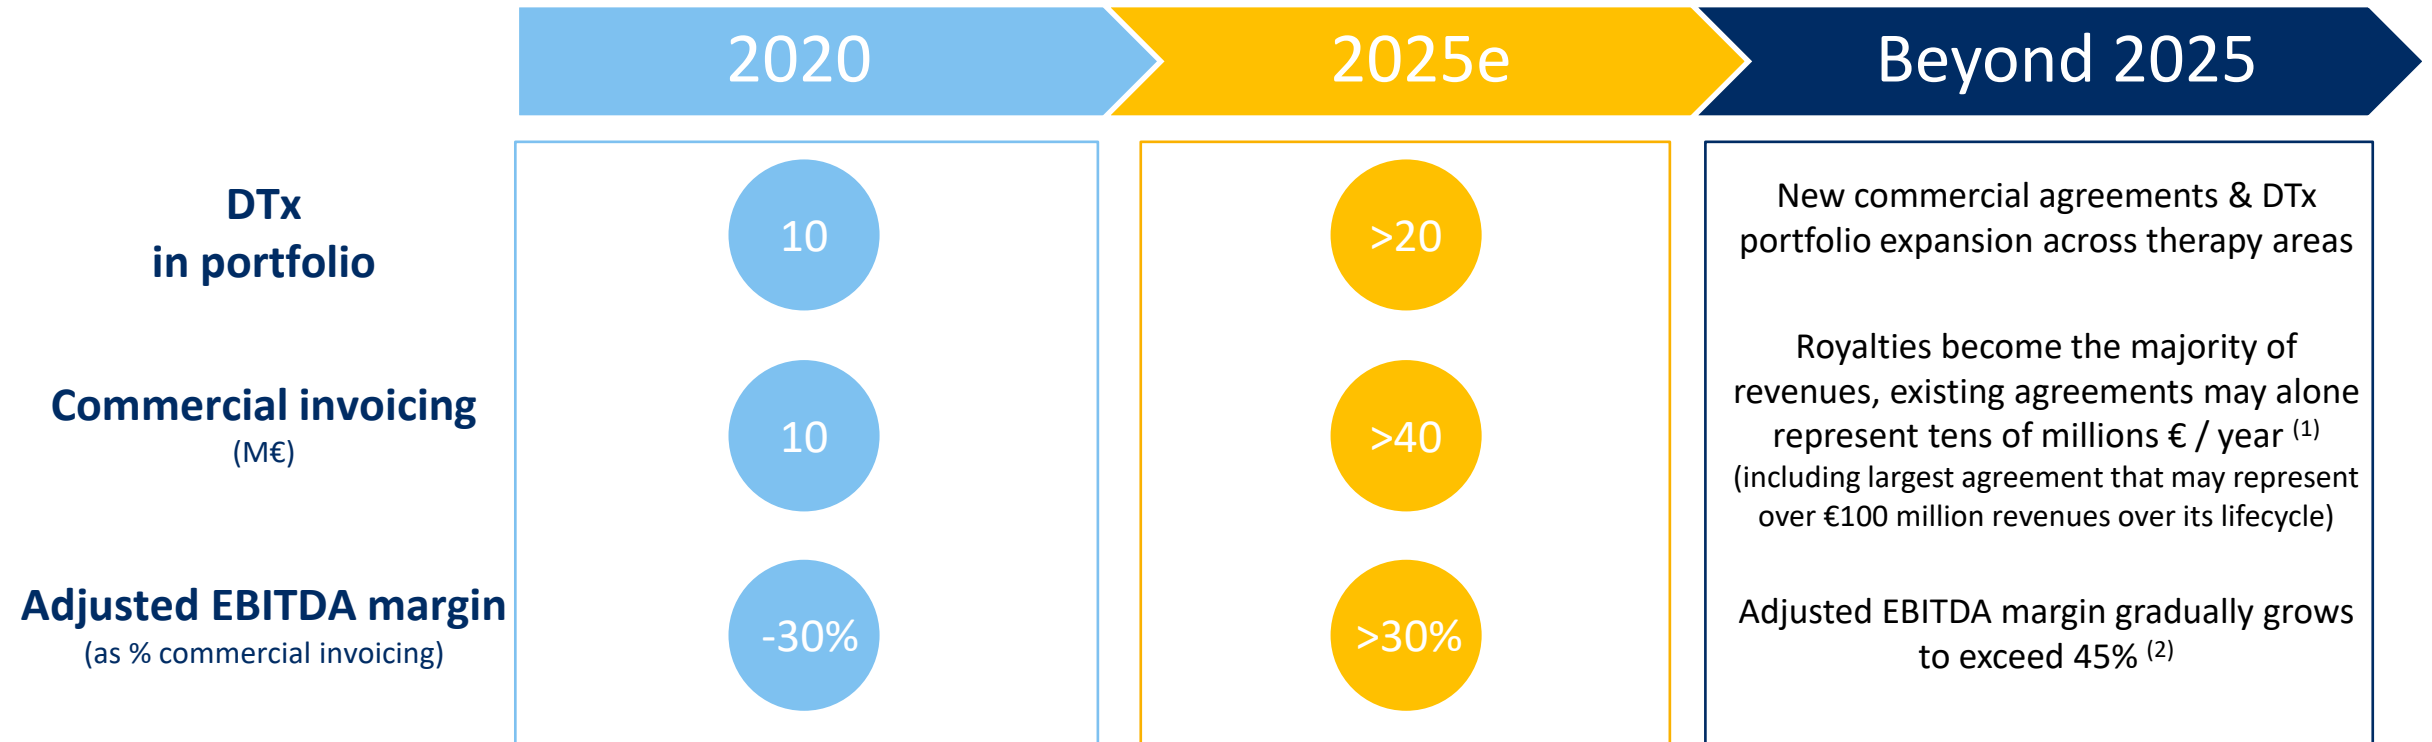 2020
2025e
Beyond 2025
DTx
in portfolio
10
>20
New commercial agreements & DTx
portfolio expansion across therapy areas
Commercial invoicing
(M€)
10
>40
Royalties become the majority of
revenues, existing agreements may alone
represent tens of millions € / year (1)
(including largest agreement that may represent
over €100 million revenues over its lifecycle)
Adjusted EBITDA margin
(as % commercial invoicing)
-30%
>30%
Adjusted EBITDA margin gradually grows
to exceed 45% (2)